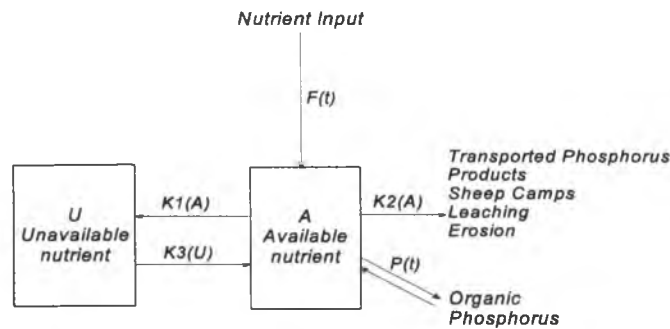 Nutrient Input
F(t)
Transported Phosphorus
Products
Sheep Camps
Leaching
Erosion
K1(A)
K2(A)
U
Unavailable
nutrient
A
Available
nutrient
K3(U)
P(t)
Organic
Phosphorus